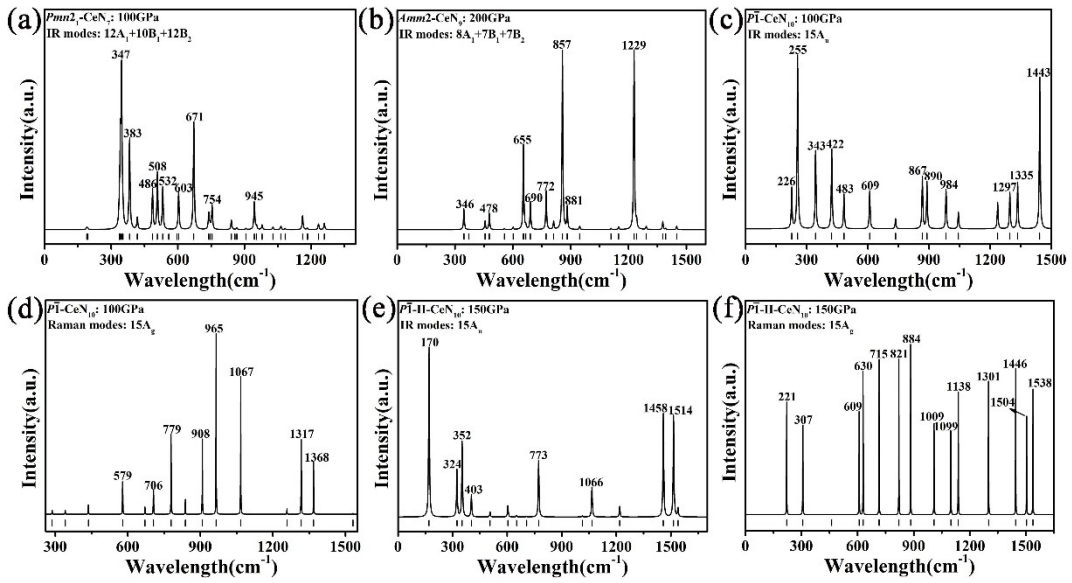 (a)
Pmn2₁-CeN₇: 100GPa
IR modes: 12A₁+10B₁+12B₂
347
383
486
508
532
603
671
754
945
Intensity(a.u.)
0 300 600 900 1200
Wavelength(cm⁻¹)
(b)
Amm2-CeN₉: 200GPa
IR modes: 8A₁+7B₁+7B₂
346
478
655
690
772
857
881
1229
Intensity(a.u.)
0 300 600 900 1200 1500
Wavelength(cm⁻¹)
(c)
P1̅-CeN₁₀: 100GPa
IR modes: 15Aᵤ
226
255
343
422
483
609
867
890
984
1297
1335
1443
Intensity(a.u.)
0 300 600 900 1200 1500
Wavelength(cm⁻¹)
(d)
P1̅-CeN₁₀: 100GPa
Raman modes: 15A_g
579
706
779
908
965
1067
1317
1368
Intensity(a.u.)
300 600 900 1200 1500
Wavelength(cm⁻¹)
(e)
P1̅-II-CeN₁₀: 150GPa
IR modes: 15Aᵤ
170
324
352
403
773
1066
1458
1514
Intensity(a.u.)
0 300 600 900 1200 1500
Wavelength(cm⁻¹)
(f)
P1̅-II-CeN₁₀: 150GPa
Raman modes: 15A_g
221
307
609
630
715
821
884
1009
1099
1138
1301
1446
1504
1538
Intensity(a.u.)
0 300 600 900 1200 1500
Wavelength(cm⁻¹)